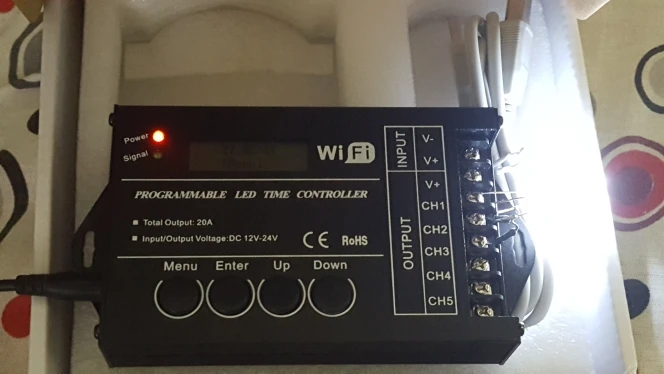 Power
Signal
WiFi
PROGRAMMABLE LED TIME CONTROLLER
Total Output: 20A
Input/Output Voltage:DC 12V-24V
CE RoHS
Menu Enter Up Down
INPUT
V-
V+
OUTPUT
V+
CH1
CH2
CH3
CH4
CH5